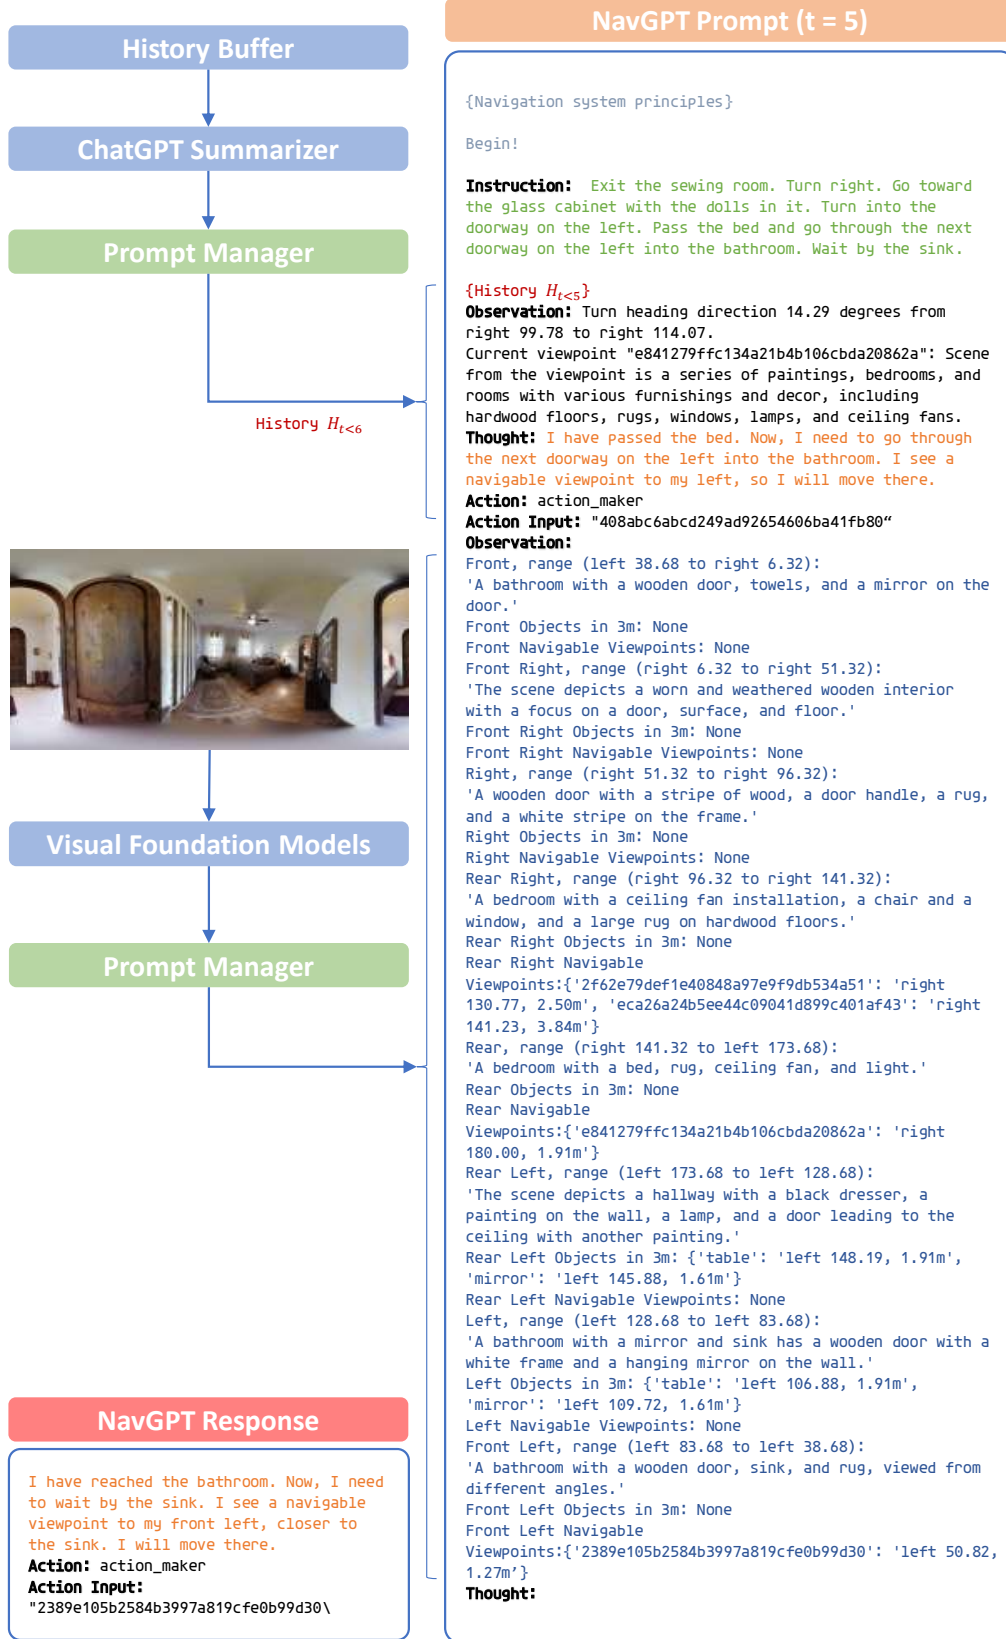 History Buffer
ChatGPT Summarizer
Prompt Manager
History H_{t<6}
Visual Foundation Models
Prompt Manager
NavGPT Response
I have reached the bathroom. Now, I need
to wait by the sink. I see a navigable
viewpoint to my front left, closer to
the sink. I will move there.
Action: action_maker
Action Input:
"2389e105b2584b3997a819cfe0b99d30\
NavGPT Prompt (t = 5)
{Navigation system principles}
Begin!
Instruction: Exit the sewing room. Turn right. Go toward
the glass cabinet with the dolls in it. Turn into the
doorway on the left. Pass the bed and go through the next
doorway on the left into the bathroom. Wait by the sink.
{History H_{t<5}}
Observation: Turn heading direction 14.29 degrees from
right 99.78 to right 114.07.
Current viewpoint "e841279ffc134a21b4b106cbda20862a": Scene
from the viewpoint is a series of paintings, bedrooms, and
rooms with various furnishings and decor, including
hardwood floors, rugs, windows, lamps, and ceiling fans.
Thought: I have passed the bed. Now, I need to go through
the next doorway on the left into the bathroom. I see a
navigable viewpoint to my left, so I will move there.
Action: action_maker
Action Input: "408abc6abcd249ad92654606ba41fb80“
Observation:
Front, range (left 38.68 to right 6.32):
'A bathroom with a wooden door, towels, and a mirror on the
door.'
Front Objects in 3m: None
Front Navigable Viewpoints: None
Front Right, range (right 6.32 to right 51.32):
'The scene depicts a worn and weathered wooden interior
with a focus on a door, surface, and floor.'
Front Right Objects in 3m: None
Front Right Navigable Viewpoints: None
Right, range (right 51.32 to right 96.32):
'A wooden door with a stripe of wood, a door handle, a rug,
and a white stripe on the frame.'
Right Objects in 3m: None
Right Navigable Viewpoints: None
Rear Right, range (right 96.32 to right 141.32):
'A bedroom with a ceiling fan installation, a chair and a
window, and a large rug on hardwood floors.'
Rear Right Objects in 3m: None
Rear Right Navigable
Viewpoints:{'2f62e79def1e40848a97e9f9db534a51': 'right
130.77, 2.50m', 'eca26a24b5ee44c09041d899c401af43': 'right
141.23, 3.84m'}
Rear, range (right 141.32 to left 173.68):
'A bedroom with a bed, rug, ceiling fan, and light.'
Rear Objects in 3m: None
Rear Navigable
Viewpoints:{'e841279ffc134a21b4b106cbda20862a': 'right
180.00, 1.91m'}
Rear Left, range (left 173.68 to left 128.68):
'The scene depicts a hallway with a black dresser, a
painting on the wall, a lamp, and a door leading to the
ceiling with another painting.'
Rear Left Objects in 3m: {'table': 'left 148.19, 1.91m',
'mirror': 'left 145.88, 1.61m'}
Rear Left Navigable Viewpoints: None
Left, range (left 128.68 to left 83.68):
'A bathroom with a mirror and sink has a wooden door with a
white frame and a hanging mirror on the wall.'
Left Objects in 3m: {'table': 'left 106.88, 1.91m',
'mirror': 'left 109.72, 1.61m'}
Left Navigable Viewpoints: None
Front Left, range (left 83.68 to left 38.68):
'A bathroom with a wooden door, sink, and rug, viewed from
different angles.'
Front Left Objects in 3m: None
Front Left Navigable
Viewpoints:{'2389e105b2584b3997a819cfe0b99d30': 'left 50.82,
1.27m’}
Thought: